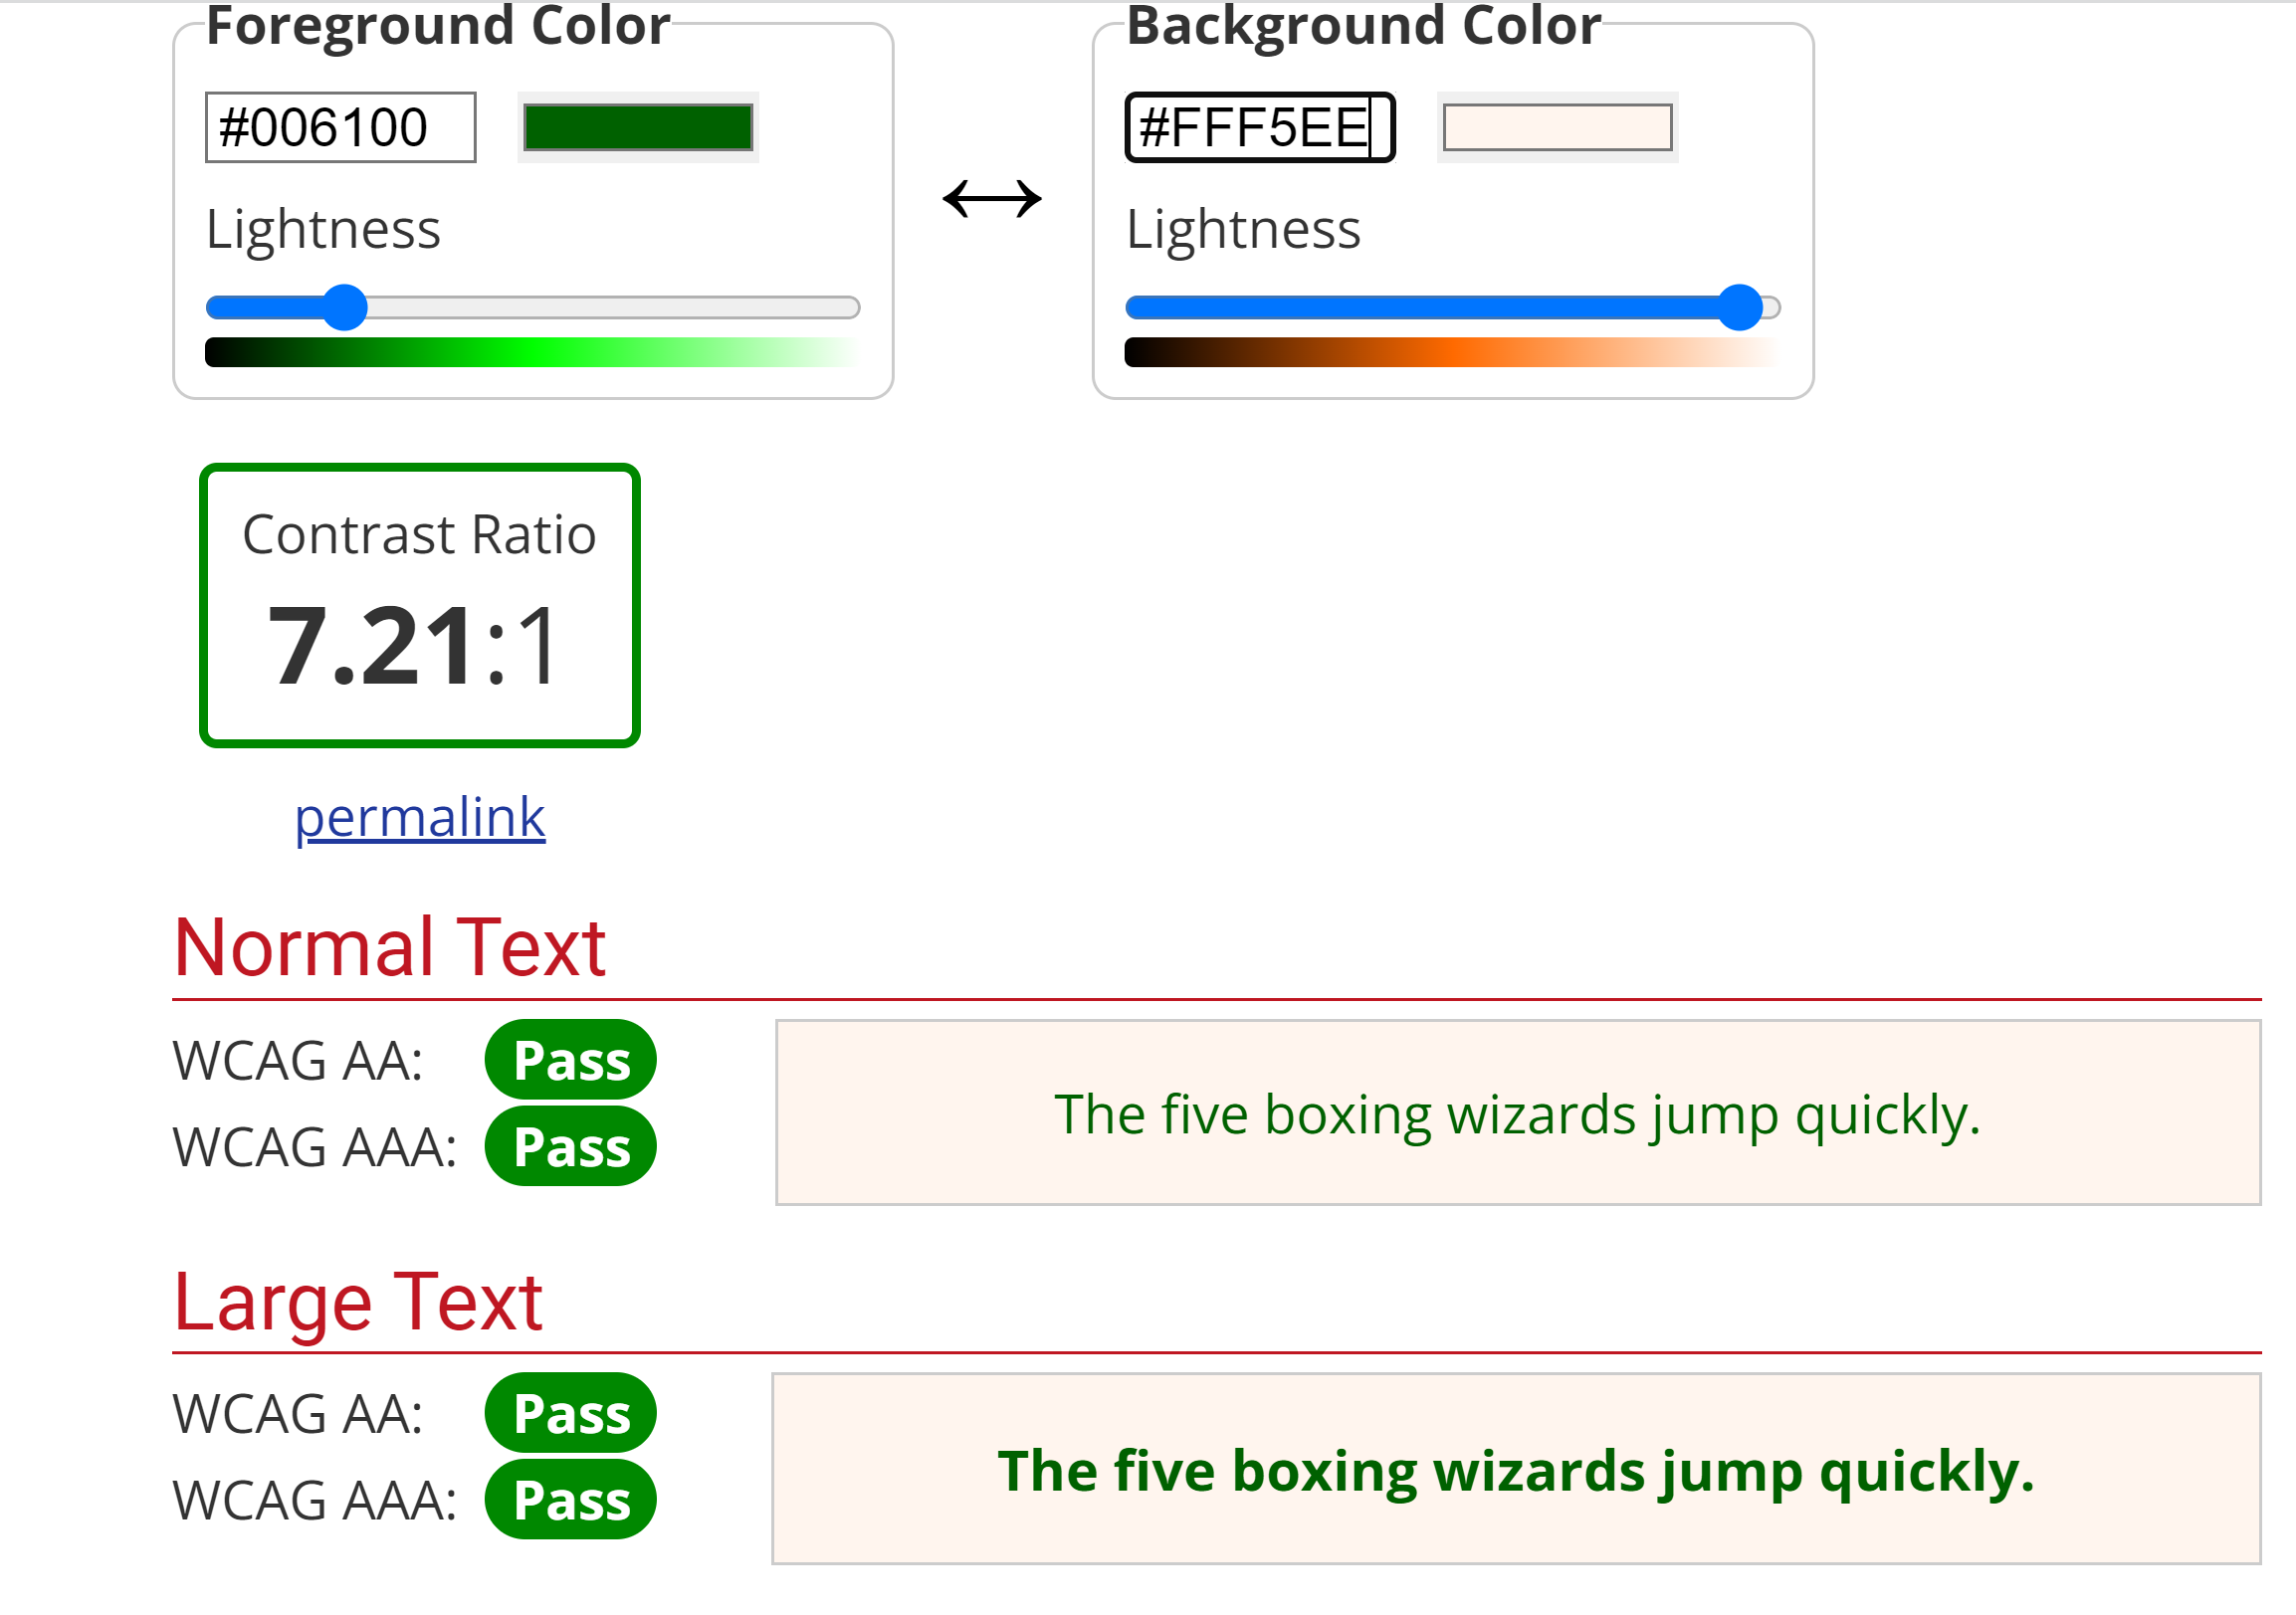 Foreground Color
Background Color
#006100
#FFF5EE
Lightness
Lightness
Contrast Ratio
7.21:1
permalink
Normal Text
WCAG AA: Pass
WCAG AAA: Pass
The five boxing wizards jump quickly.
Large Text
WCAG AA: Pass
WCAG AAA: Pass
The five boxing wizards jump quickly.